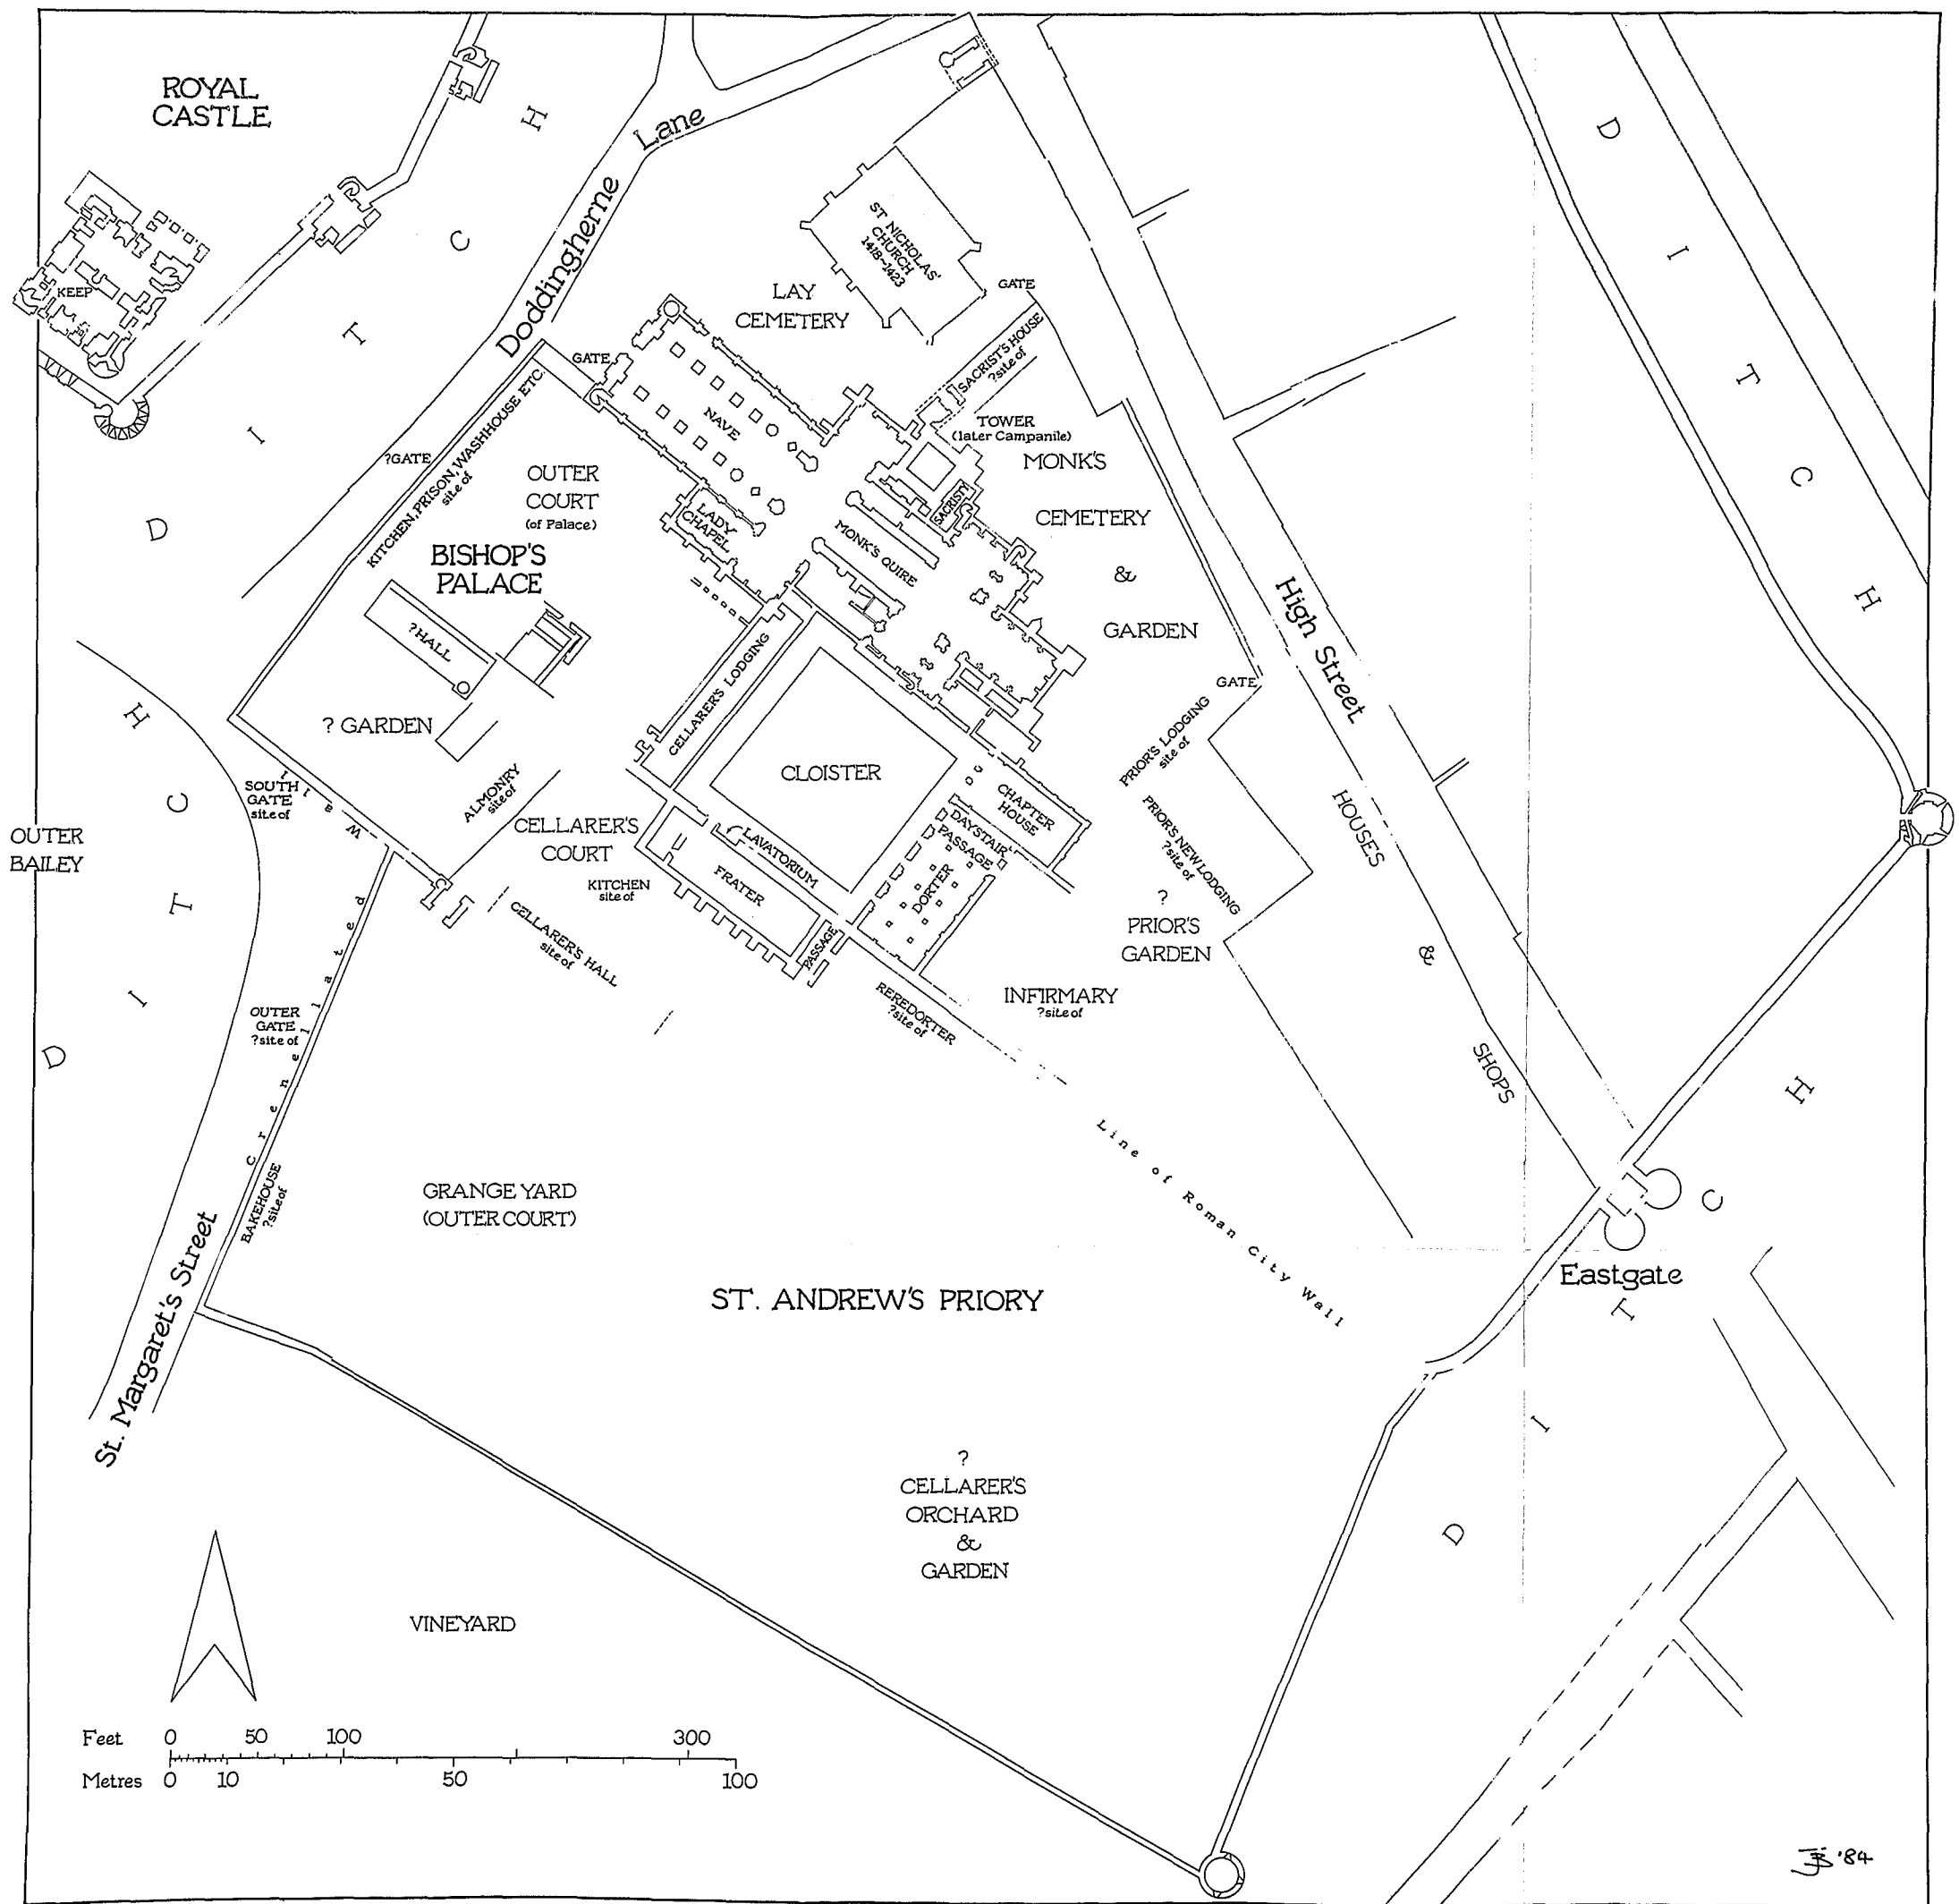 ROYAL
CASTLE
KEEP
D I T C H
Doddingherne
Lane
ST NICHOLAS'
CHURCH
1418~1423
LAY
CEMETERY
GATE
SACRIST'S HOUSE
?site of
GATE
NAVE
TOWER
(later Campanile)
MONK'S
CEMETERY
&
GARDEN
SACRISTY
?GATE
KITCHEN, PRISON, WASHHOUSE ETC.
site of
OUTER
COURT
(of Palace)
LADY
CHAPEL
MONK'S QUIRE
BISHOP'S
PALACE
?HALL
? GARDEN
CELLARER'S LODGING
CLOISTER
GATE
PRIOR'S LODGING
site of
High Street
D I T C H
SOUTH
GATE
site of
ALMONRY
site of
CELLARER'S
COURT
KITCHEN
site of
LAVATORIUM
FRATER
PASSAGE
CHAPTER
HOUSE
DAYSTAIR
PASSAGE
DORTER
PRIOR'S NEW LODGING
?site of
?
PRIOR'S
GARDEN
HOUSES
&
SHOPS
OUTER
BAILEY
D I T C H
CELLARER'S HALL
site of
REREDORTER
?site of
INFIRMARY
?site of
OUTER
GATE
?site of
Crenellated Wall
BAKEHOUSE
?site of
St. Margaret's Street
GRANGE YARD
(OUTER COURT)
Line of Roman City Wall
ST. ANDREW'S PRIORY
Eastgate
D I T C H
?
CELLARER'S
ORCHARD
&
GARDEN
VINEYARD
Feet 0 50 100 300
Metres 0 10 50 100
'84